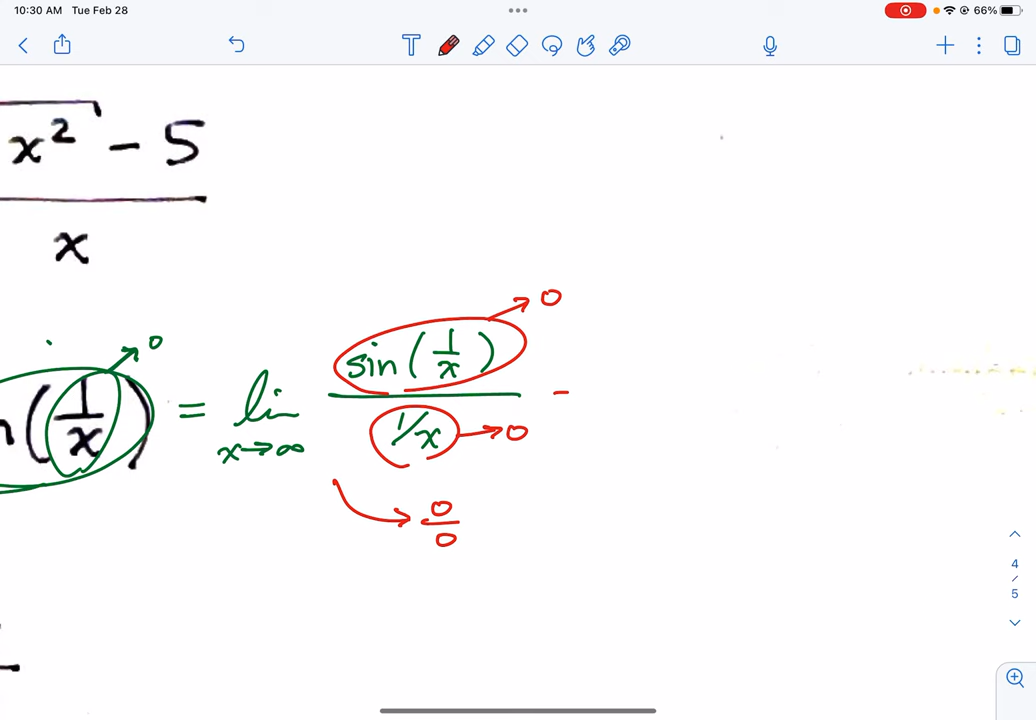 10:30 AM Tue Feb 28
66%
T
x² - 5
x
→ 0
n(1/x) = lim x→∞ sin(1/x) / 1/x =
→ 0
→ 0
→ 0/0
4
/
5